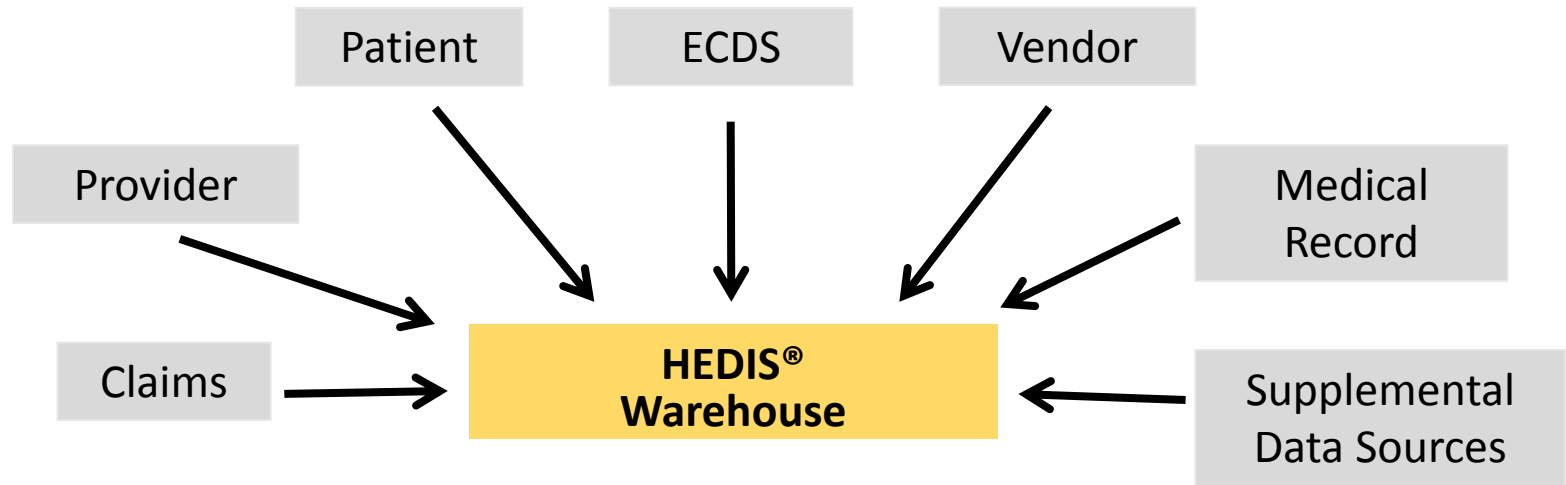 Patient
ECDS
Vendor
Provider
Medical
Record
Claims
HEDIS®
Warehouse
Supplemental
Data Sources